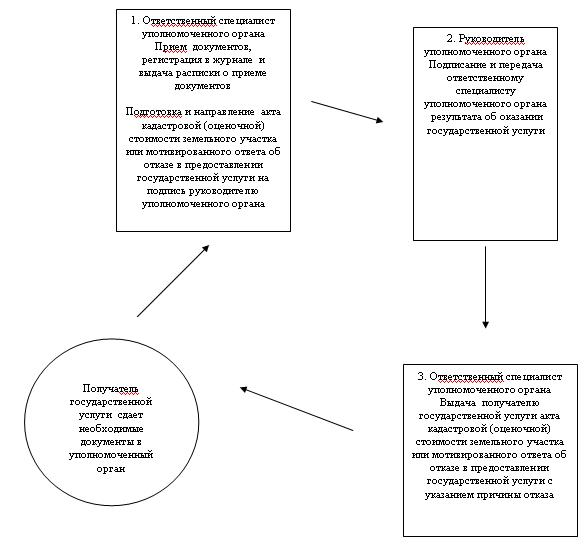 1. Ответственный специалист
уполномоченного органа
Прием документов,
регистрация в журнале и
выдача расписки о приеме
документов
Подготовка и направление акта
кадастровой (оценочной)
стоимости земельного участка
или мотивированного ответа об
отказе в предоставлении
государственной услуги на
подпись руководителю
уполномоченного органа
2. Руководитель
уполномоченного органа
Подписание и передача
ответственному
специалисту
уполномоченного органа
результата об оказании
государственной услуги
3. Ответственный специалист
уполномоченного органа
Выдача получателю
государственной услуги акта
кадастровой (оценочной)
стоимости земельного участка
или мотивированного ответа об
отказе в предоставлении
государственной услуги с
указанием причины отказа
Получатель
государственной
услуги сдает
необходимые
документы в
уполномоченный
орган